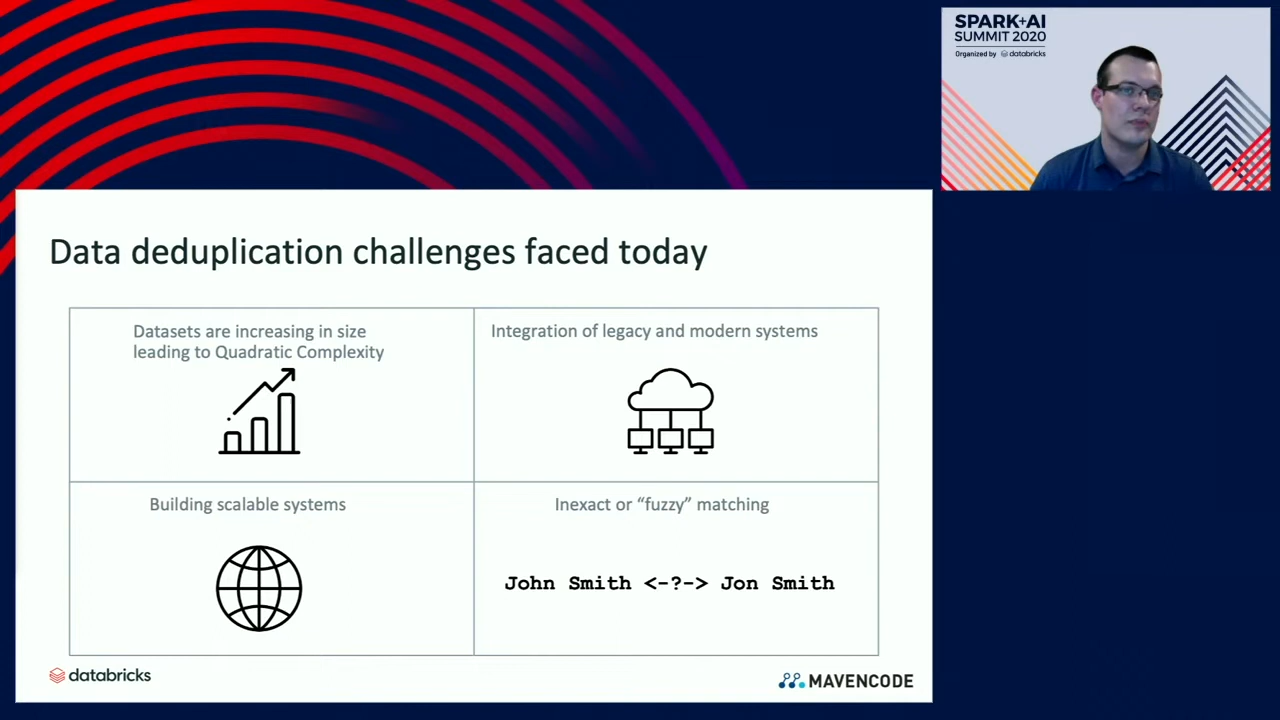 SPARK+AI
SUMMIT 2020
Organized by databricks
Data deduplication challenges faced today
Datasets are increasing in size
leading to Quadratic Complexity
Integration of legacy and modern systems
Building scalable systems
Inexact or “fuzzy” matching
John Smith <-?-> Jon Smith
databricks
MAVENCODE